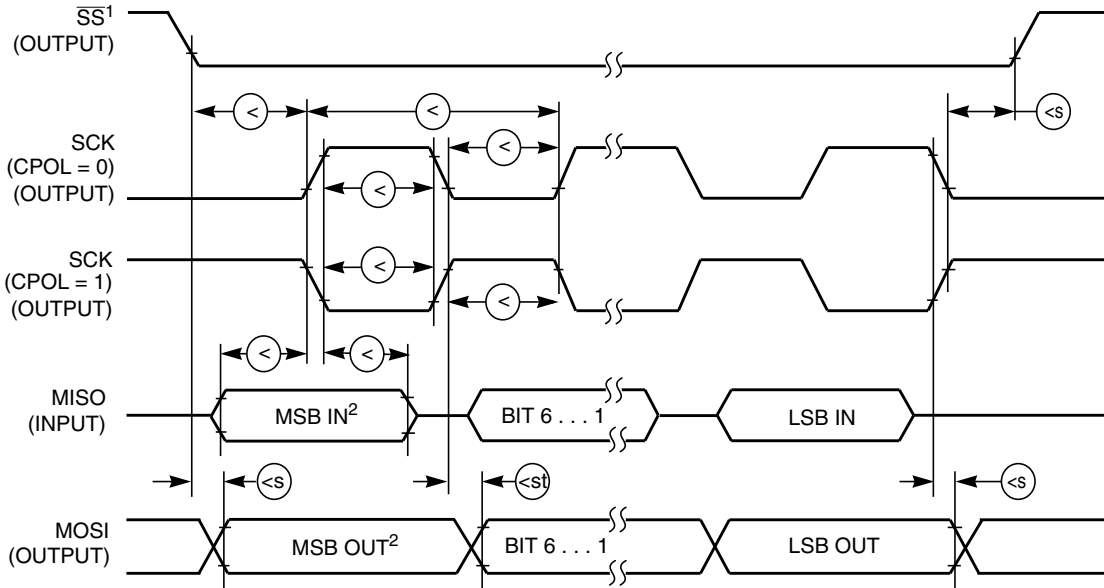 SS¹
(OUTPUT)
<
<
<s
SCK
(CPOL = 0)
(OUTPUT)
<
<
SCK
(CPOL = 1)
(OUTPUT)
<
<
<
<
MISO
(INPUT)
MSB IN²
BIT 6 . . . 1
LSB IN
<s
<st
<s
MOSI
(OUTPUT)
MSB OUT²
BIT 6 . . . 1
LSB OUT